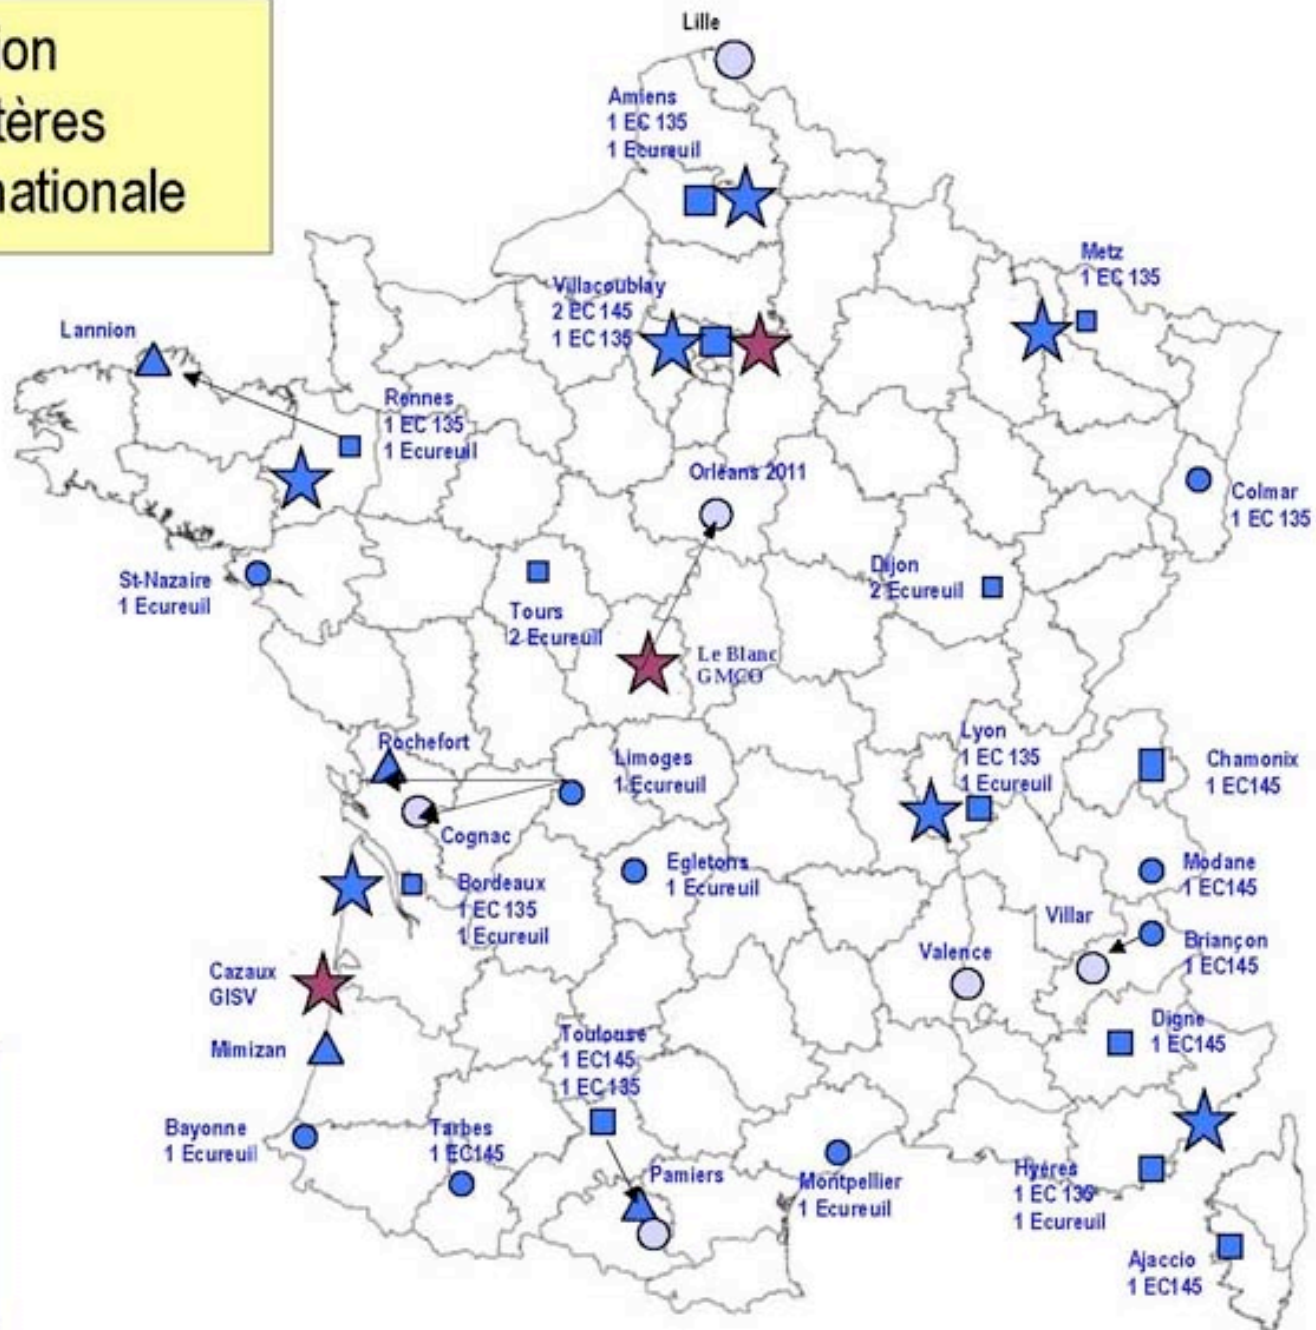 ion
tères
nationale
Lille
Amiens
1 EC 135
1 Ecureuil
Metz
1 EC 135
Villacoublay
2 EC 145
1 EC 135
Lannion
Rennes
1 EC 135
1 Ecureuil
Orléans 2011
Colmar
1 EC 135
St-Nazaire
1 Ecureuil
Tours
2 Ecureuil
Dijon
2 Ecureuil
Le Blanc
GMCO
Rochefort
Limoges
1 Ecureuil
Lyon
1 EC 135
1 Ecureuil
Chamonix
1 EC145
Cognac
Egletons
1 Ecureuil
Modane
1 EC145
Bordeaux
1 EC 135
1 Ecureuil
Villar
Briançon
1 EC145
Valence
Cazaux
GISV
Mimizan
Toulouse
1 EC145
1 EC 135
Digne
1 EC145
Bayonne
1 Ecureuil
Tarbes
1 EC145
Pamiers
Montpellier
1 Ecureuil
Hyères
1 EC 135
1 Ecureuil
Ajaccio
1 EC145